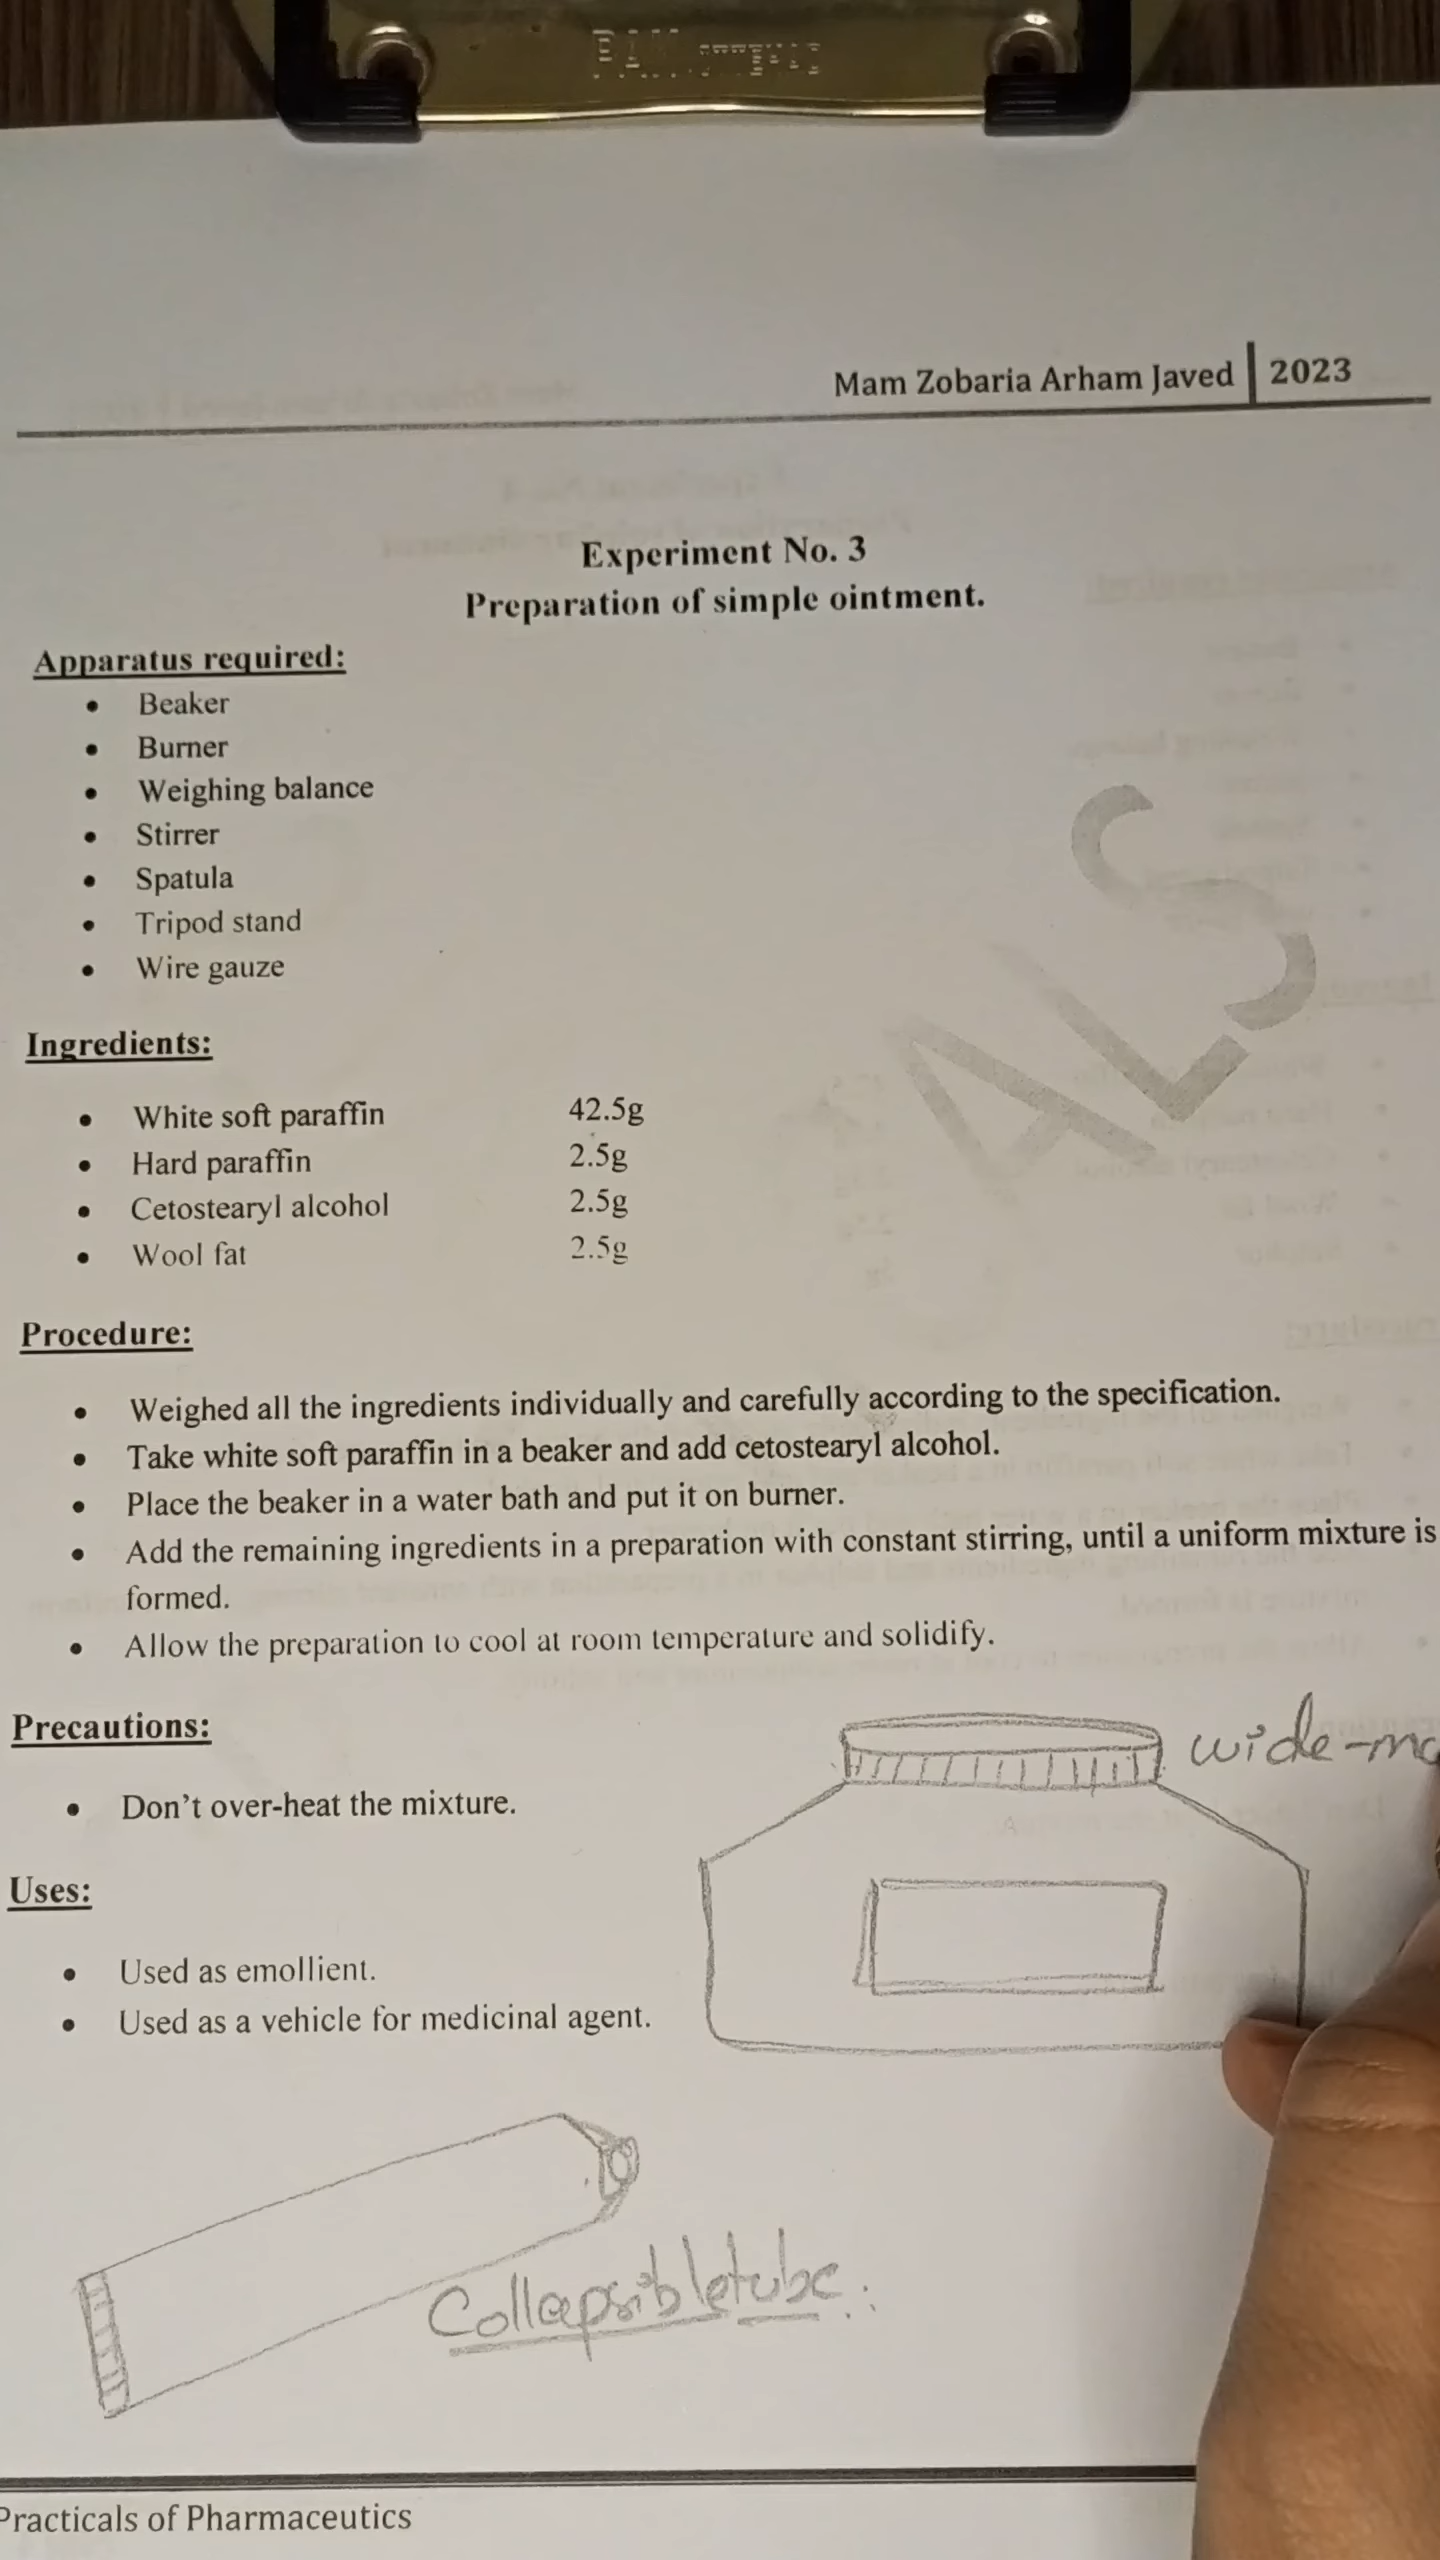 Mam Zobaria Arham Javed 2023
Experiment No. 3
Preparation of simple ointment.
Apparatus required:
• Beaker
• Burner
• Weighing balance
• Stirrer
• Spatula
• Tripod stand
• Wire gauze
ALS
Ingredients:
• White soft paraffin 42.5g
• Hard paraffin 2.5g
• Cetostearyl alcohol 2.5g
• Wool fat 2.5g
Procedure:
• Weighed all the ingredients individually and carefully according to the specification.
• Take white soft paraffin in a beaker and add cetostearyl alcohol.
• Place the beaker in a water bath and put it on burner.
• Add the remaining ingredients in a preparation with constant stirring, until a uniform mixture is
formed.
• Allow the preparation to cool at room temperature and solidify.
Precautions:
wide-mo
• Don't over-heat the mixture.
Uses:
• Used as emollient.
• Used as a vehicle for medicinal agent.
Collapsible tube.
Practicals of Pharmaceutics